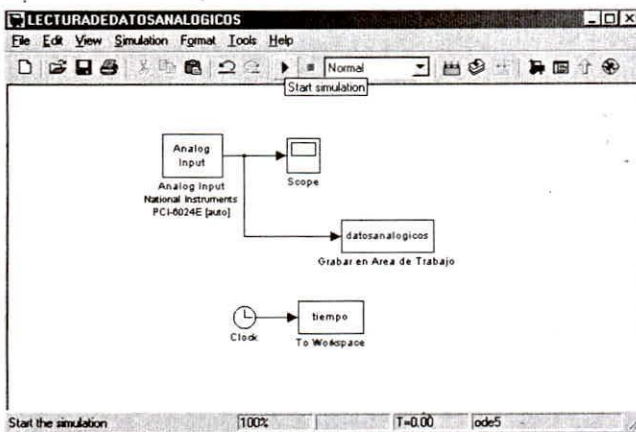 LECTURADEDATOSANALOGICOS
File Edit View Simulation Format Tools Help
Normal
Start simulation
Analog
Input
Analog Input
National Instruments
PCI-6024E [auto]
Scope
datosanalogicos
Grabar en Area de Trabajo
Clock
tiempo
To Workspace
Start the simulation 100% T=0.00 ode5